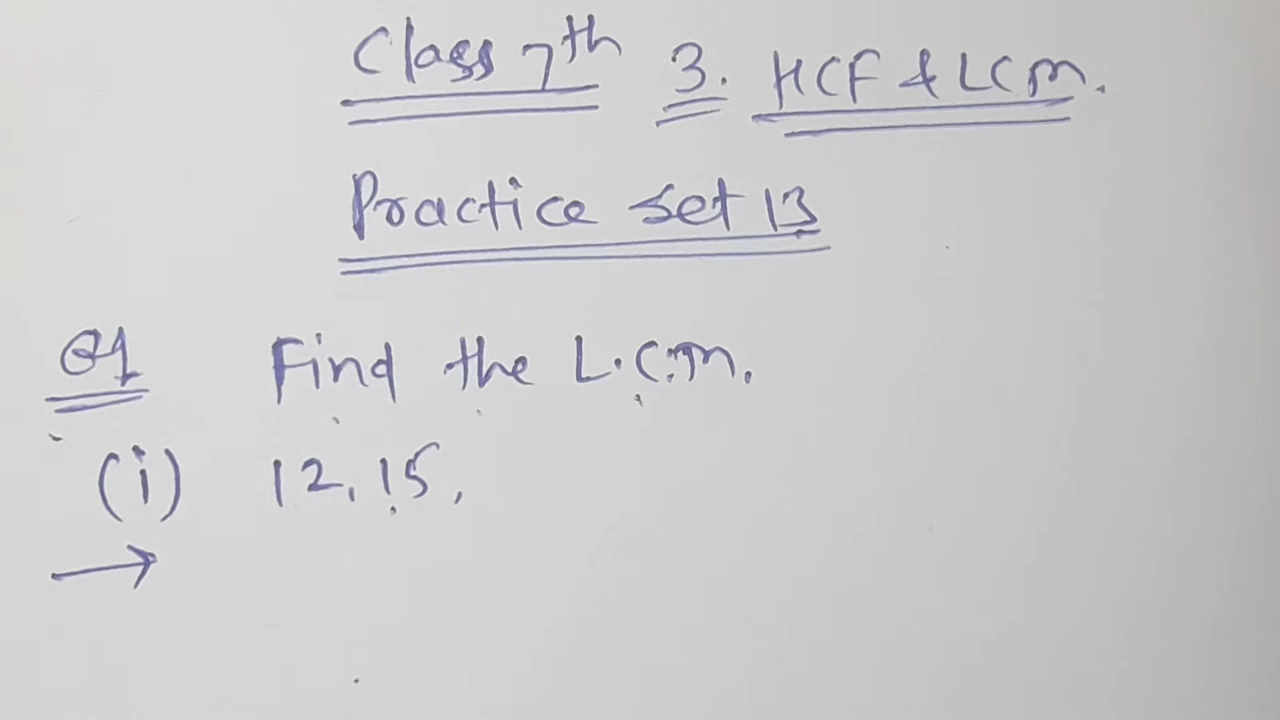 Class 7th 3. HCF & LCM.
Practice set 13
Q1 Find the L.C.M.
(i) 12, 15,
→